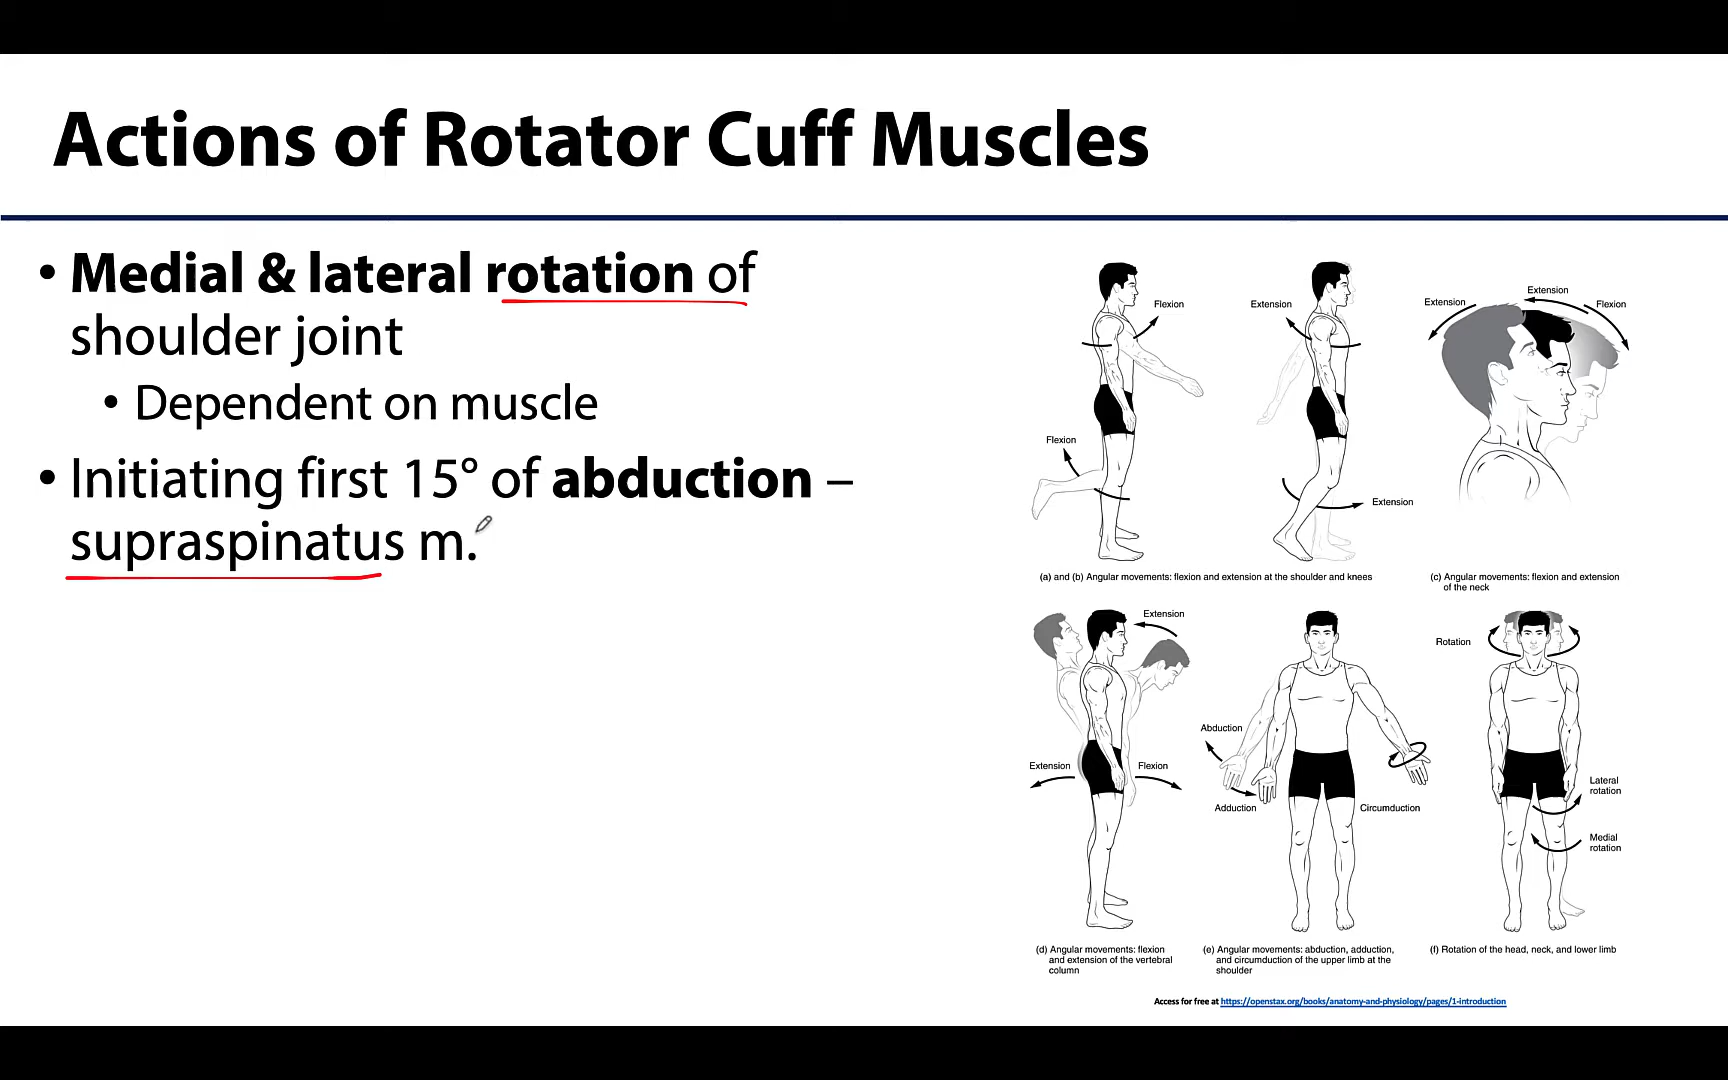 Actions of Rotator Cuff Muscles
• Medial & lateral rotation of
shoulder joint
• Dependent on muscle
• Initiating first 15° of abduction –
supraspinatus m.
Flexion
Flexion
Extension
Extension
(a) and (b) Angular movements: flexion and extension at the shoulder and knees
Extension
Extension
Flexion
(c) Angular movements: flexion and extension
of the neck
Extension
Extension
Flexion
(d) Angular movements: flexion
and extension of the vertebral
column
Abduction
Adduction
Circumduction
(e) Angular movements: abduction, adduction,
and circumduction of the upper limb at the
shoulder
Rotation
Lateral
rotation
Medial
rotation
(f) Rotation of the head, neck, and lower limb
Access for free at https://openstax.org/books/anatomy-and-physiology/pages/1-introduction